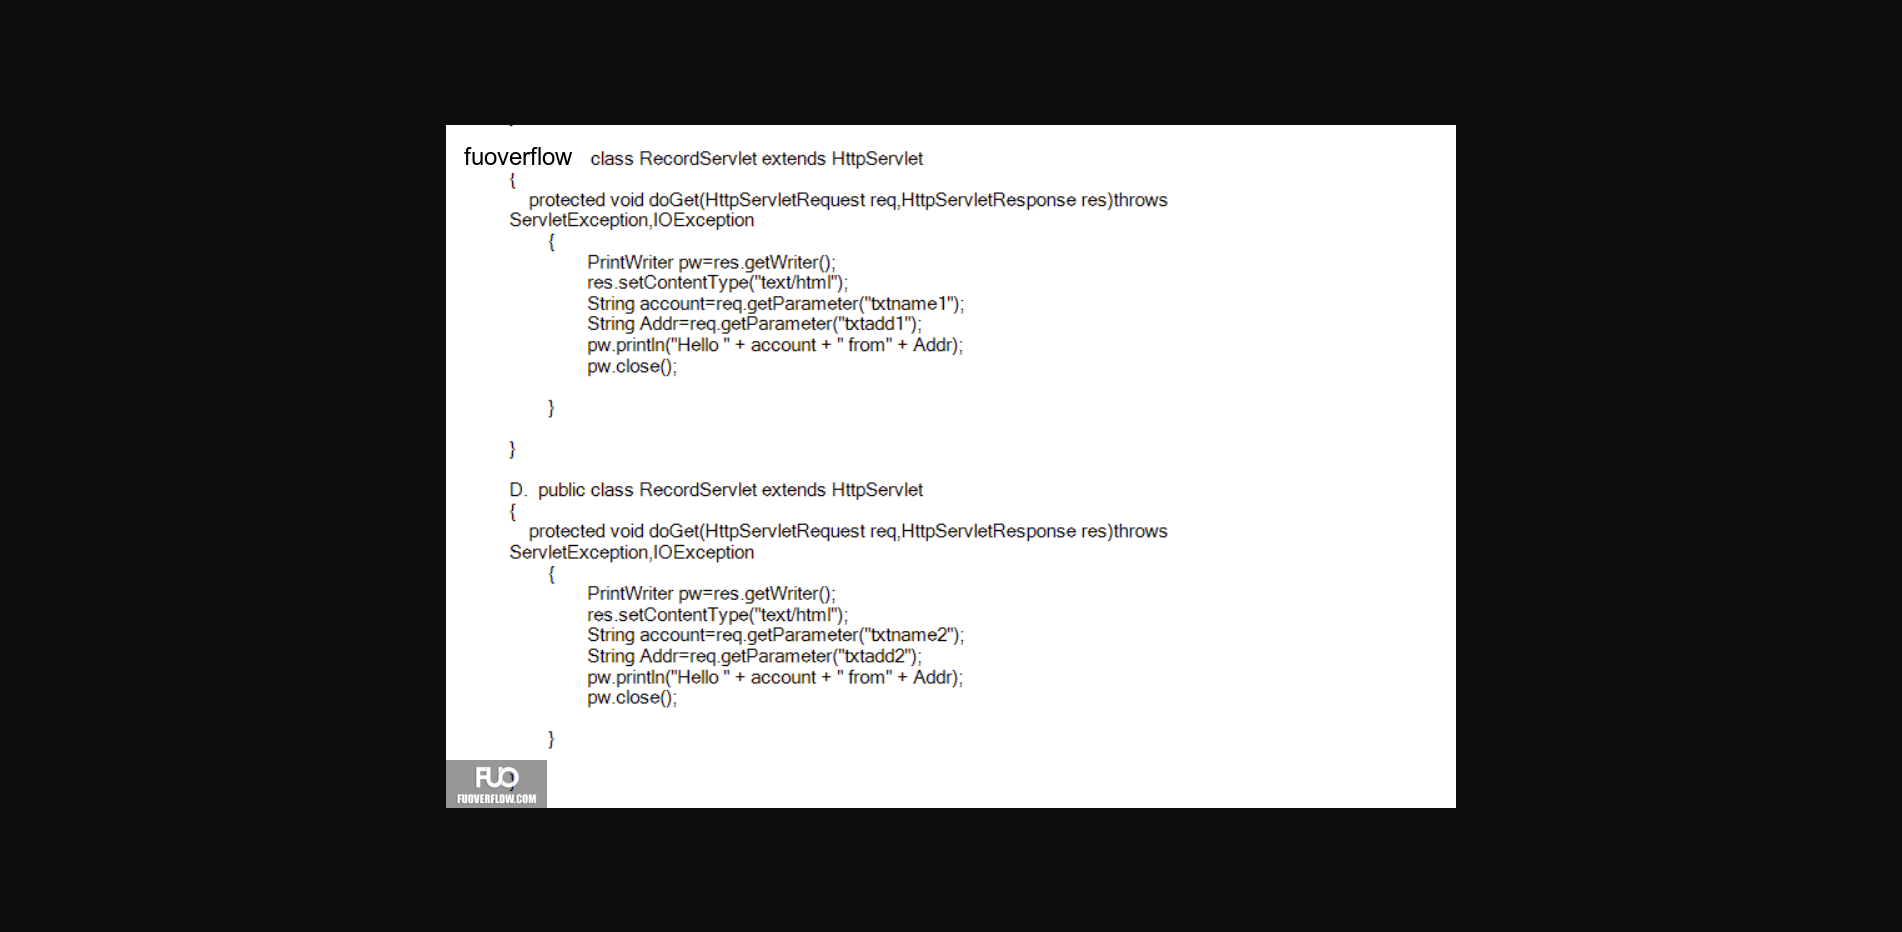 fuoverflow class RecordServlet extends HttpServlet
{
protected void doGet(HttpServletRequest req,HttpServletResponse res)throws
ServletException,IOException
{
PrintWriter pw=res.getWriter();
res.setContentType("text/html");
String account=req.getParameter("txtname1");
String Addr=req.getParameter("txtadd1");
pw.println("Hello " + account + " from" + Addr);
pw.close();
}
}
D. public class RecordServlet extends HttpServlet
{
protected void doGet(HttpServletRequest req,HttpServletResponse res)throws
ServletException,IOException
{
PrintWriter pw=res.getWriter();
res.setContentType("text/html");
String account=req.getParameter("txtname2");
String Addr=req.getParameter("txtadd2");
pw.println("Hello " + account + " from" + Addr);
pw.close();
}
}
FUO
FUOVERFLOW.COM